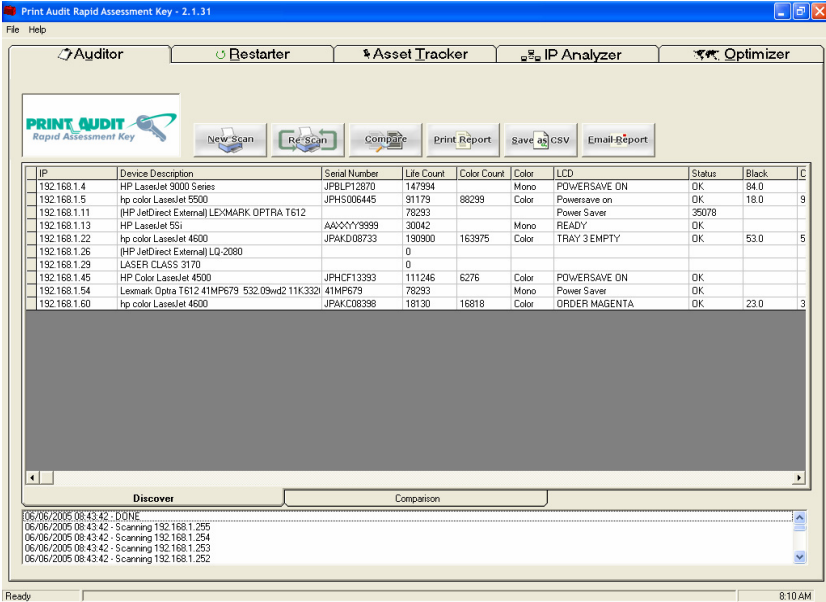 Print Audit Rapid Assessment Key - 2.1.31
File Help
Auditor Restarter Asset Tracker IP Analyzer Optimizer
PRINT AUDIT
Rapid Assessment Key
New Scan Re Scan Compare Print Report Save as CSV Email Report
IP Device Description Serial Number Life Count Color Count Color LCD Status Black C
192.168.1.4 HP LaserJet 9000 Series JPBLP12870 147994 Mono POWERSAVE ON OK 84.0
192.168.1.5 hp color LaserJet 5500 JPHS006445 91179 88299 Color Powersave on OK 18.0 9
192.168.1.11 (HP JetDirect External) LEXMARK OPTRA T612 78293 Power Saver 35078
192.168.1.13 HP LaserJet 5Si AAXXYY9999 30042 Mono READY OK
192.168.1.22 hp color LaserJet 4600 JPAKD08733 190900 163975 Color TRAY 3 EMPTY OK 53.0 5
192.168.1.26 (HP JetDirect External) LQ-2080 0
192.168.1.29 LASER CLASS 3170 0
192.168.1.45 HP Color LaserJet 4500 JPHCF13393 111246 6276 Color POWERSAVE ON OK
192.168.1.54 Lexmark Optra T612 41MP679 532.09wd2 11K332( 41MP679 78293 Mono Power Saver OK
192.168.1.60 hp color LaserJet 4600 JPAKC08398 18130 16818 Color ORDER MAGENTA OK 23.0 3
Discover Comparison
06/06/2005 08:43:42 - DONE
06/06/2005 08:43:42 - Scanning 192.168.1.255
06/06/2005 08:43:42 - Scanning 192.168.1.254
06/06/2005 08:43:42 - Scanning 192.168.1.253
06/06/2005 08:43:42 - Scanning 192.168.1.252
Ready 8:10 AM